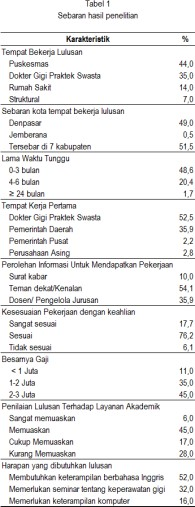 Tabel 1
Sebaran hasil penelitian
Karakteristik %
Tempat Bekerja Lulusan
Puskesmas 44,0
Dokter Gigi Praktek Swasta 35,0
Rumah Sakit 14,0
Struktural 7,0
Sebaran kota tempat bekerja lulusan
Denpasar 49,0
Jemberana 0,5
Tersebar di 7 kabupaten 51,5
Lama Waktu Tunggu
0-3 bulan 48,6
4-6 bulan 20,4
≥ 24 bulan 1,7
Tempat Kerja Pertama
Dokter Gigi Praktek Swasta 52,5
Pemerintah Daerah 35,9
Pemerintah Pusat 2,2
Perusahaan Asing 2,8
Perolehan Informasi Untuk Mendapatkan Pekerjaan
Surat kabar 10,0
Teman dekat/Kenalan 54,1
Dosen/ Pengelola Jurusan 35,9
Kesesuaian Pekerjaan dengan keahlian
Sangat sesuai 17,7
Sesuai 76,2
Tidak sesuai 6,1
Besarnya Gaji
< 1 Juta 11,0
1-2 Juta 35,0
2-3 Juta 45,0
Penilaian Lulusan Terhadap Layanan Akademik
Sangat memuaskan 6,0
Memuaskan 45,0
Cukup Memuaskan 17,0
Kurang Memuaskan 28,0
Harapan yang dibutuhkan lulusan
Membutuhkan keterampilan berbahasa Inggris 52,0
Memerlukan seminar tentang keperawatan gigi 32,0
Memerlukan keterampilan komputer 16,0